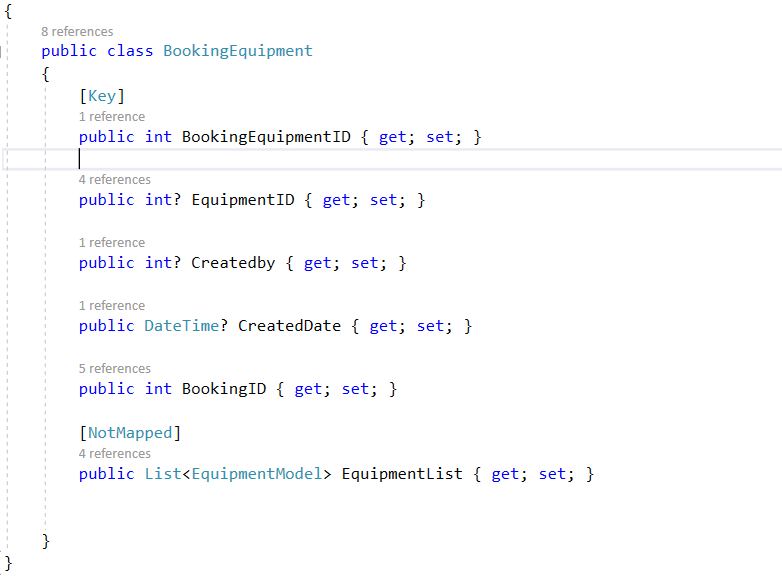 {
8 references
public class BookingEquipment
{
[Key]
1 reference
public int BookingEquipmentID { get; set; }
4 references
public int? EquipmentID { get; set; }
1 reference
public int? Createdby { get; set; }
1 reference
public DateTime? CreatedDate { get; set; }
5 references
public int BookingID { get; set; }
[NotMapped]
4 references
public List<EquipmentModel> EquipmentList { get; set; }
}
}